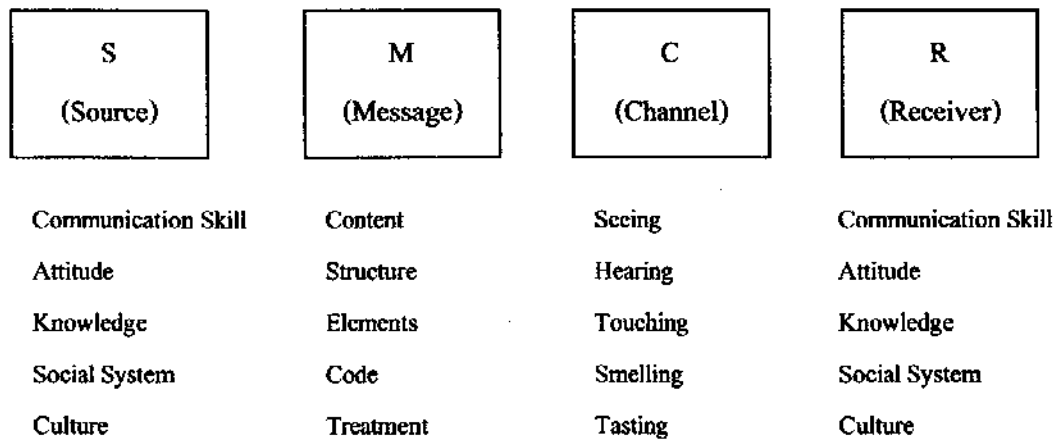 S M C R
(Source) (Message) (Channel) (Receiver)
Communication Skill Content Seeing Communication Skill
Attitude Structure Hearing Attitude
Knowledge Elements Touching Knowledge
Social System Code Smelling Social System
Culture Treatment Tasting Culture